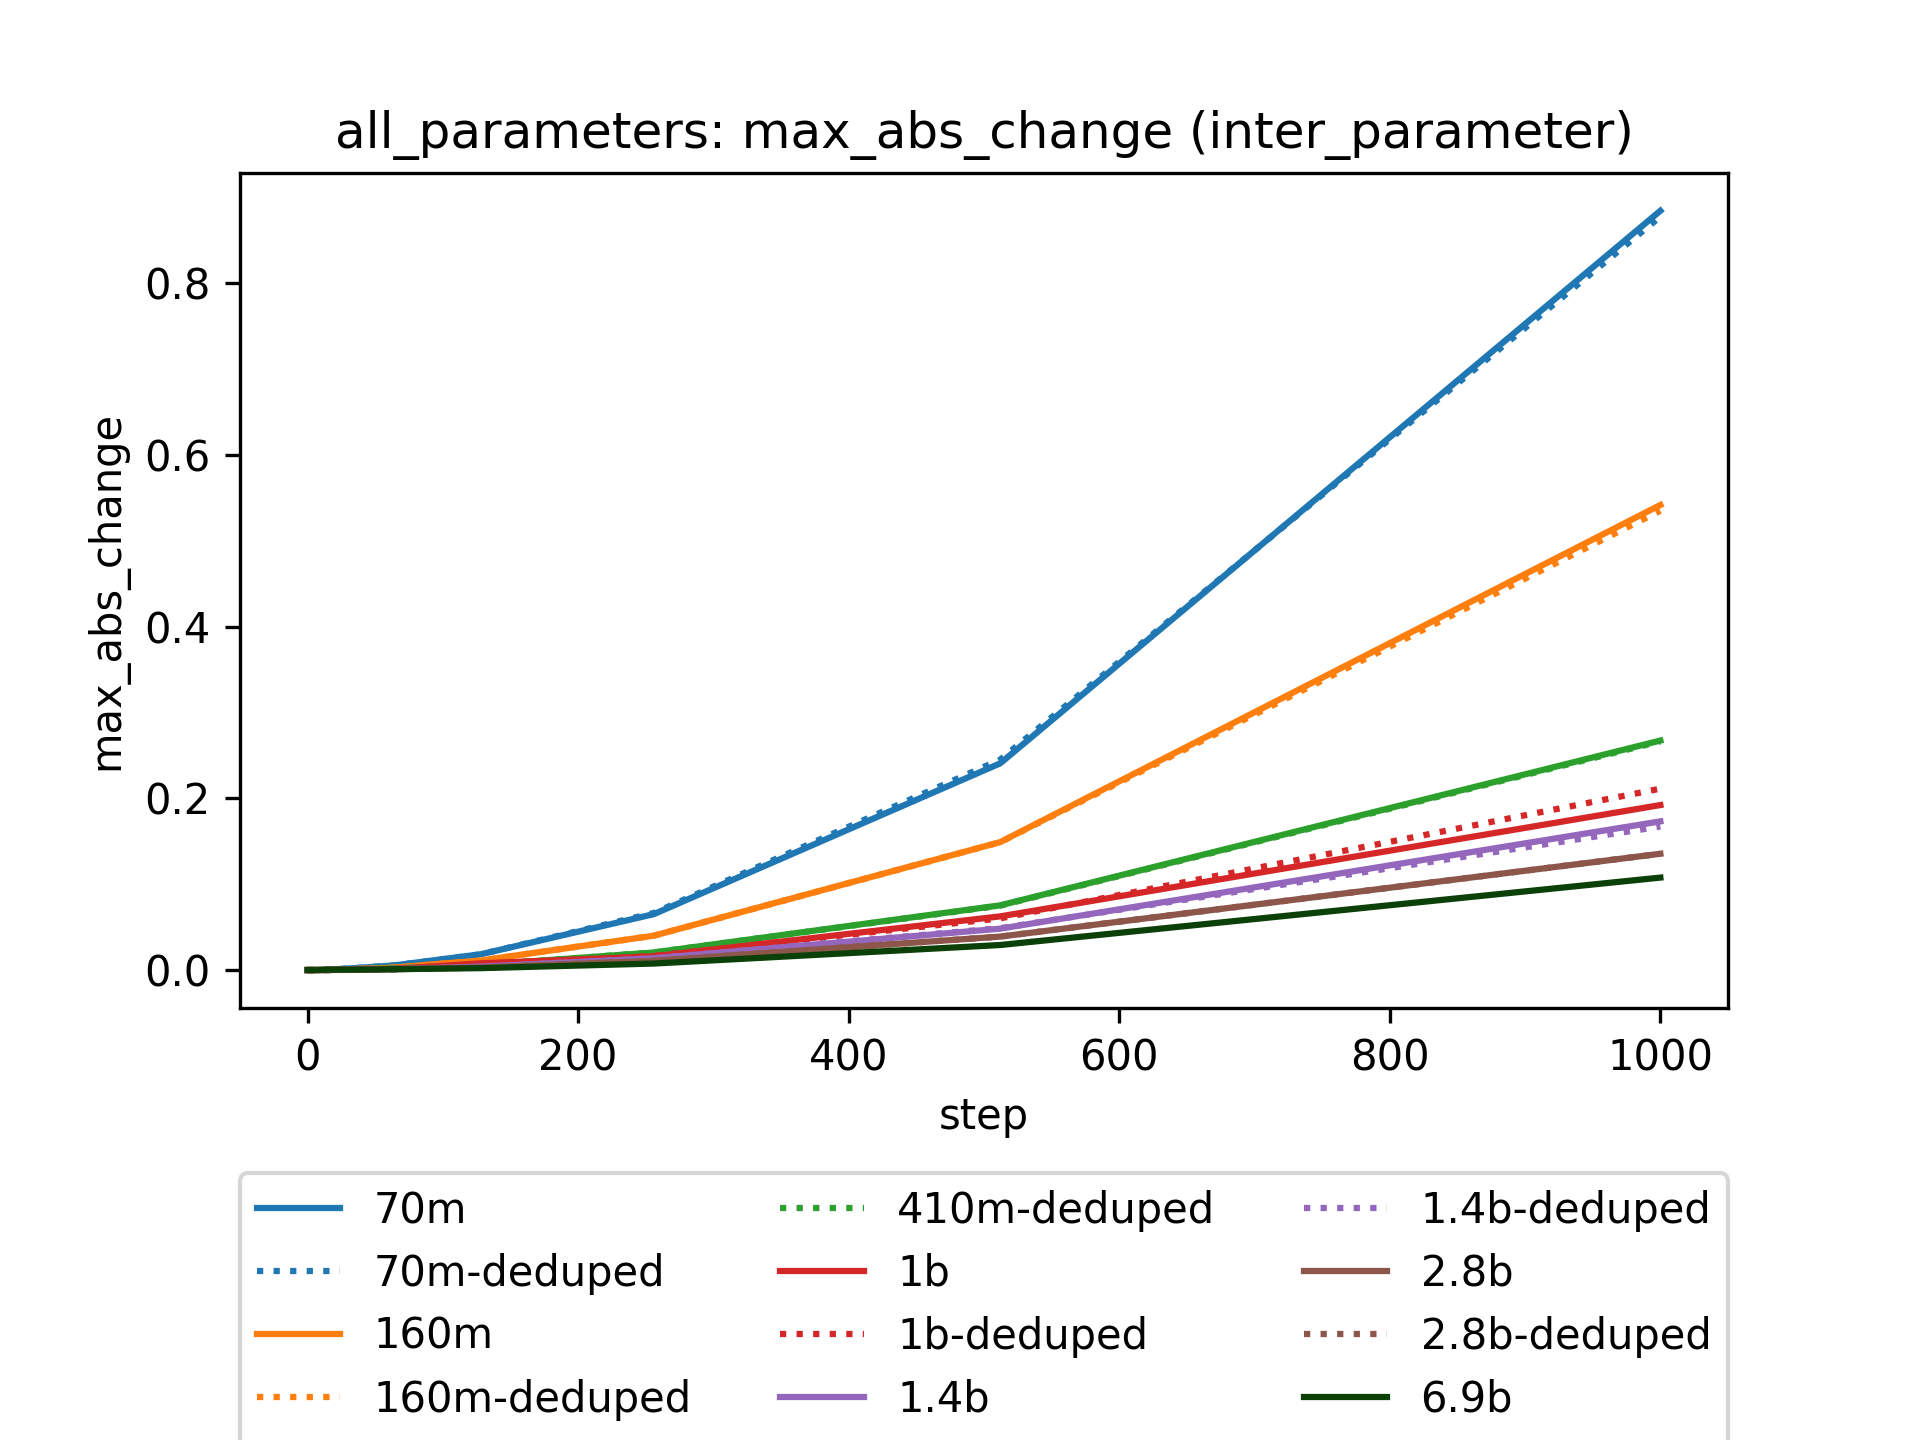 all_parameters: max_abs_change (inter_parameter)
max_abs_change
0.8
0.6
0.4
0.2
0.0
0 200 400 600 800 1000
step
70m 410m-deduped 1.4b-deduped
70m-deduped 1b 2.8b
160m 1b-deduped 2.8b-deduped
160m-deduped 1.4b 6.9b